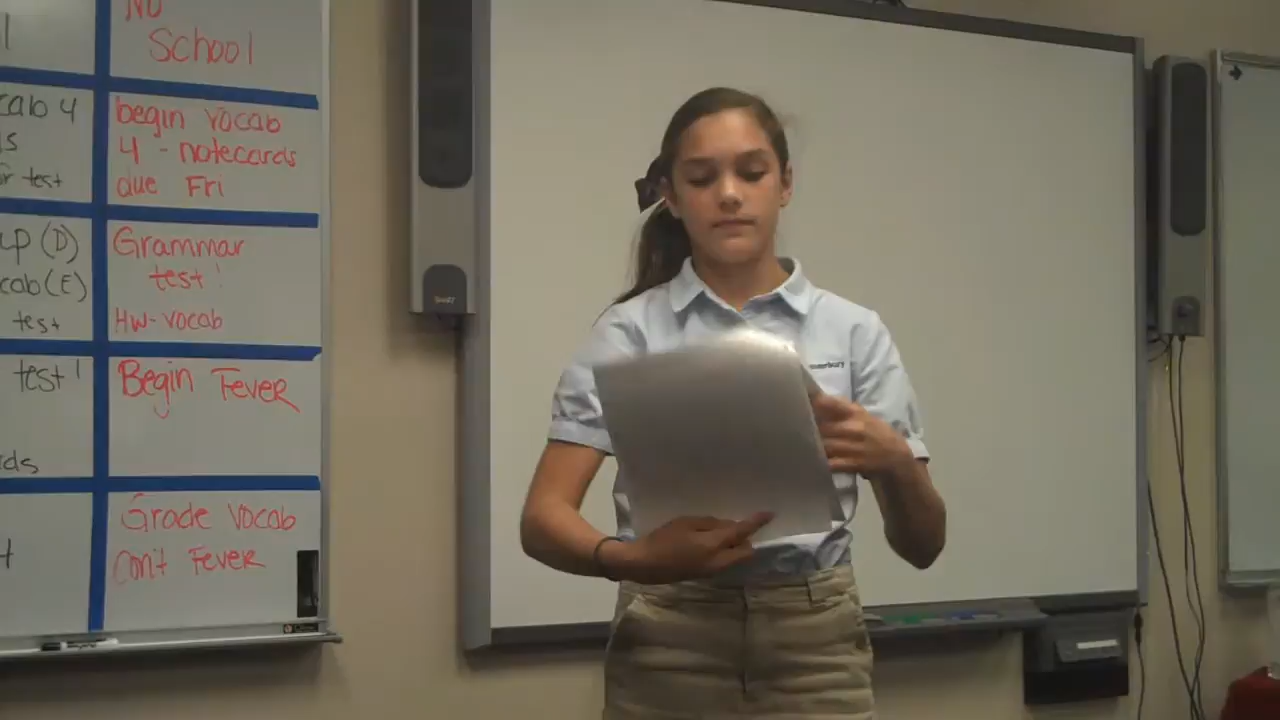 No
School
cab 4
begin vocab
4 - notecards
due Fri
test
up (D)
cab (E)
test
Grammar
test!
HW-vocab
test!
Begin Fever
Grade vocab
con't Fever